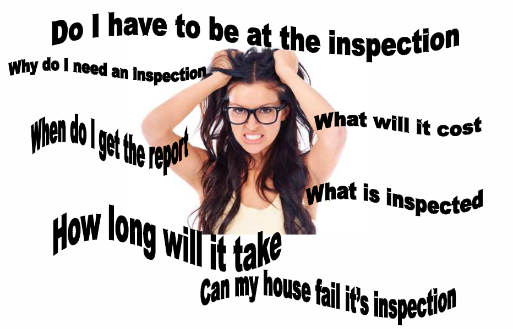 Do I have to be at the inspection
Why do I need an inspection
What will it cost
When do I get the report
What is inspected
How long will it take
Can my house fail it's inspection